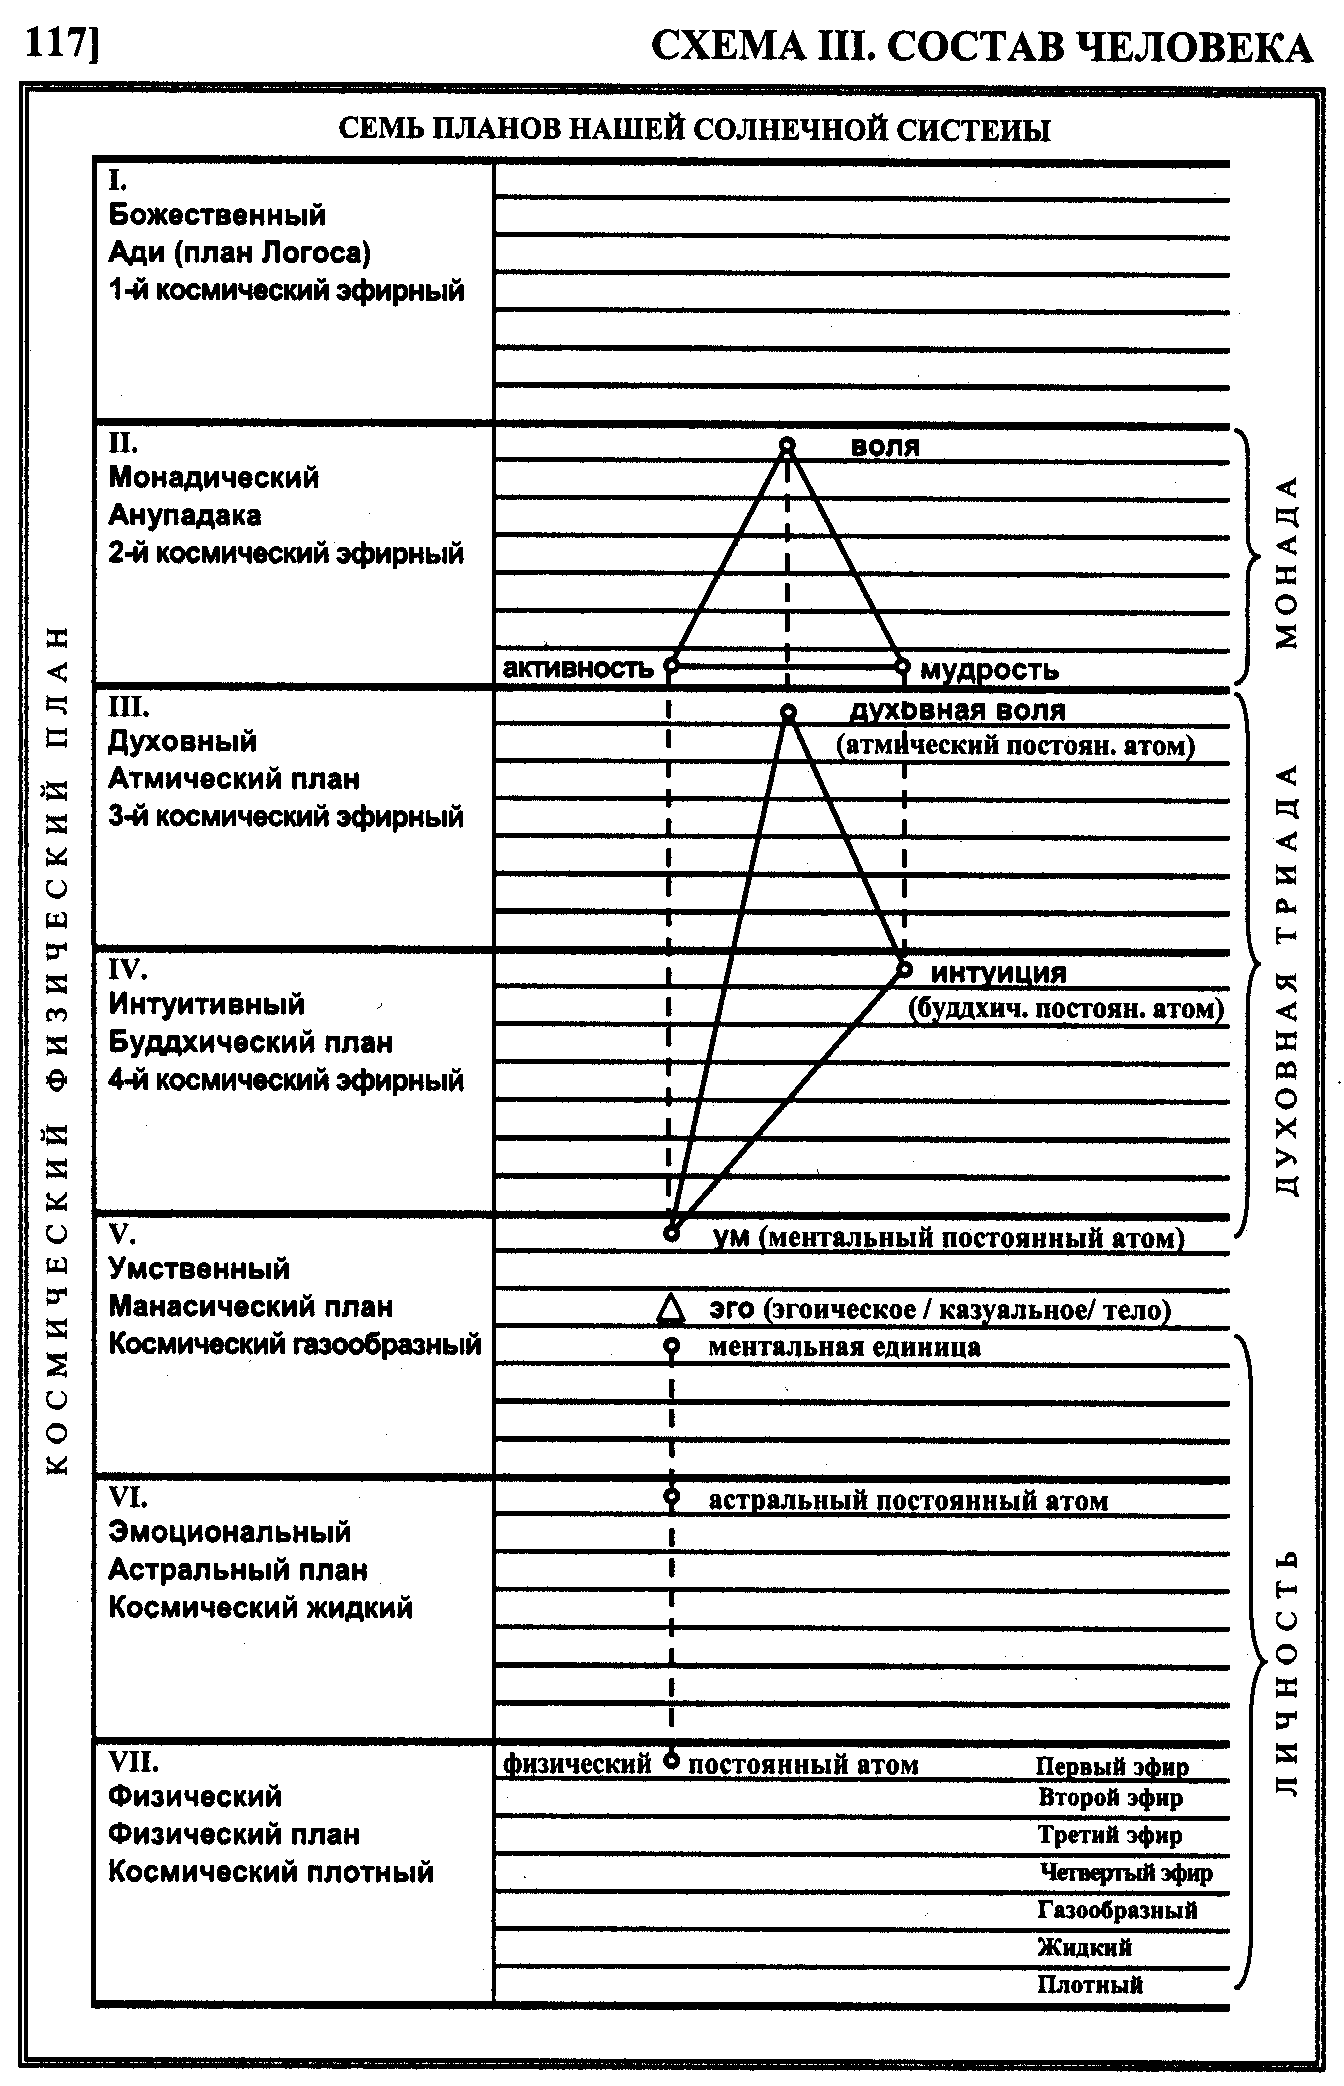 117]
СХЕМА III. СОСТАВ ЧЕЛОВЕКА
СЕМЬ ПЛАНОВ НАШЕЙ СОЛНЕЧНОЙ СИСТЕИЫ
КОСМИЧЕСКИЙ ФИЗИЧЕСКИЙ ПЛАН
I.
Божественный
Ади (план Логоса)
1-й космический эфирный
II.
Монадический
Анупадака
2-й космический эфирный
воля
активность
мудрость
МОНАДА
III.
Духовный
Атмический план
3-й космический эфирный
духовная воля
(атмический постоян. атом)
IV.
Интуитивный
Буддхический план
4-й космический эфирный
интуиция
(буддхич. постоян. атом)
ДУХОВНАЯ ТРИАДА
V.
Умственный
Манасический план
Космический газообразный
ум (ментальный постоянный атом)
эго (эгоическое / казуальное/ тело)
ментальная единица
VI.
Эмоциональный
Астральный план
Космический жидкий
астральный постоянный атом
VII.
Физический
Физический план
Космический плотный
физический постоянный атом
Первый эфир
Второй эфир
Третий эфир
Четвертый эфир
Газообразный
Жидкий
Плотный
ЛИЧНОСТЬ